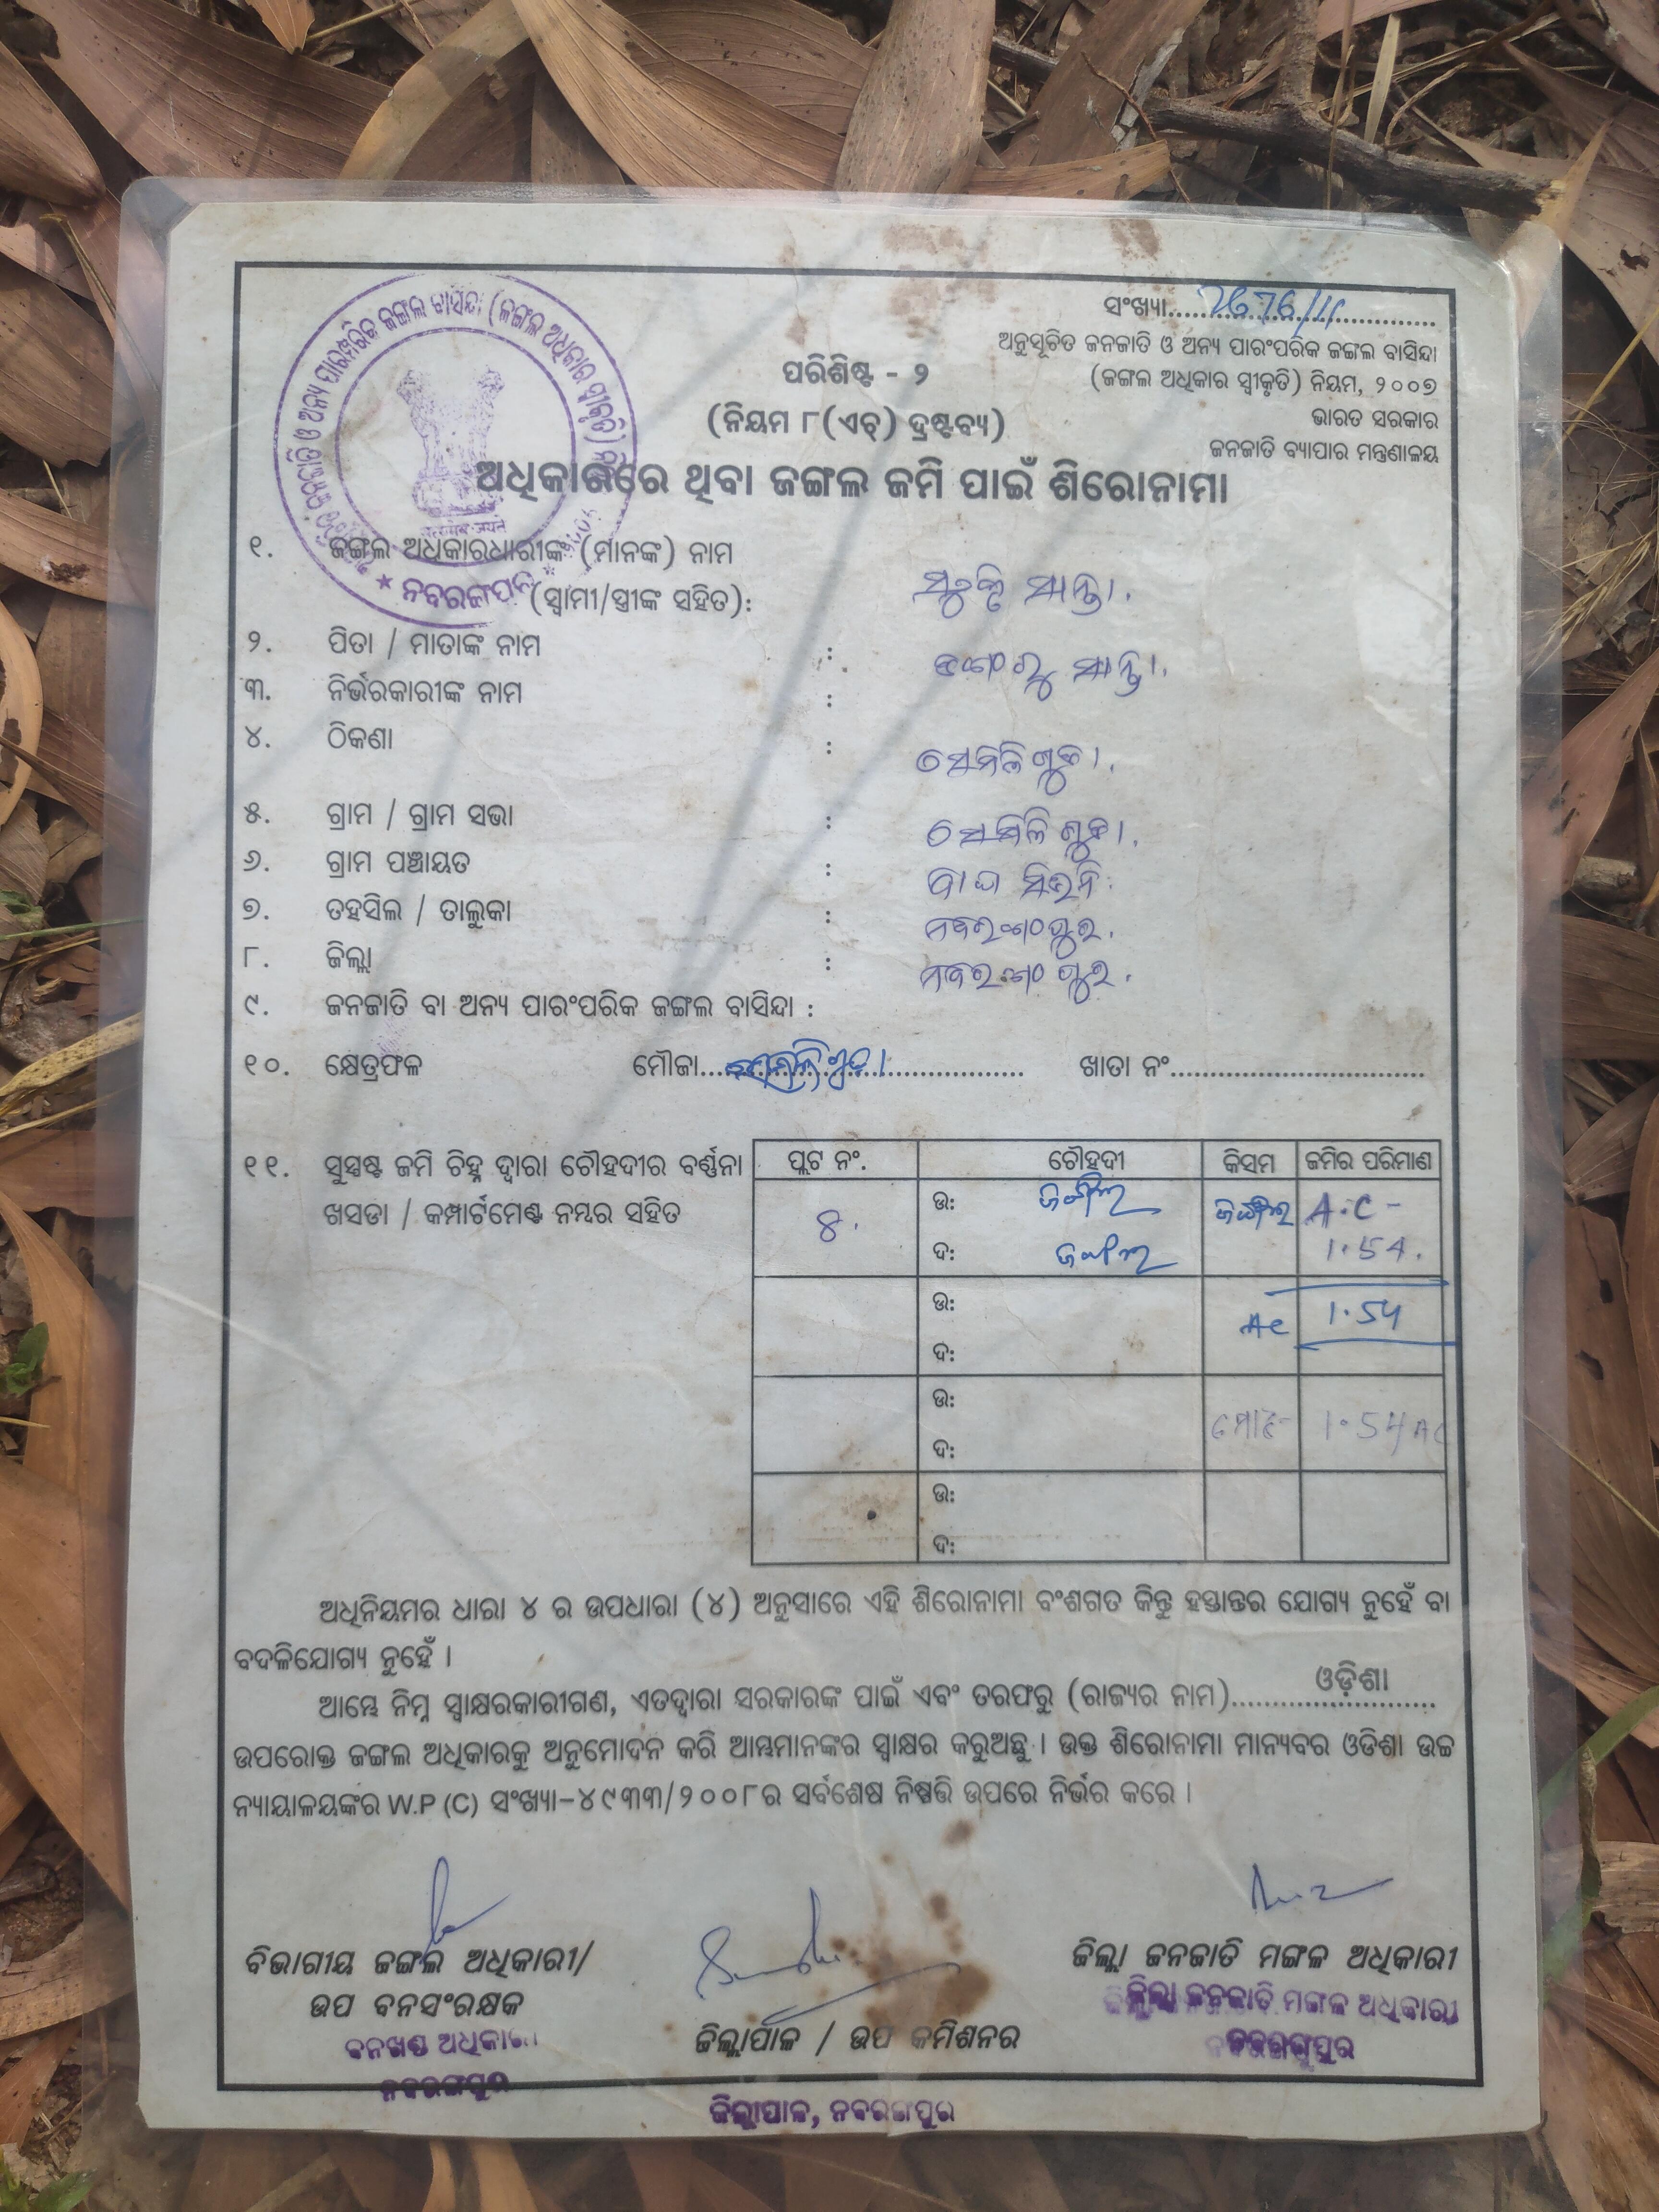 ସଂଖ୍ୟା........2676/11........
ଅନୁସୂଚିତ ଜନଜାତି ଓ ଅନ୍ୟ ପାରଂପରିକ ଜଙ୍ଗଲ ବାସିନ୍ଦା
(ଜଙ୍ଗଲ ଅଧିକାର ସ୍ୱୀକୃତି) ନିୟମ, ୨୦୦୭
ଭାରତ ସରକାର
ଜନଜାତି ବ୍ୟାପାର ମନ୍ତ୍ରଣାଳୟ
ପରିଶିଷ୍ଟ - ୨
(ନିୟମ ୮(ଏଚ୍) ଦ୍ରଷ୍ଟବ୍ୟ)
ଅଧିକାରରେ ଥିବା ଜଙ୍ଗଲ ଜମି ପାଇଁ ଶିରୋନାମା
୧. ଜଙ୍ଗଲ ଅଧିକାରଧାରୀଙ୍କ (ମାନଙ୍କ) ନାମ
(ସ୍ୱାମୀ/ସ୍ତ୍ରୀଙ୍କ ସହିତ): ସାନ୍ତା.
୨. ପିତା / ମାତାଙ୍କ ନାମ : ସାନ୍ତା.
୩. ନିର୍ଭରକାରୀଙ୍କ ନାମ :
୪. ଠିକଣା : ସେମିଳିଗୁଡା.
୫. ଗ୍ରାମ / ଗ୍ରାମ ସଭା : ସେମିଳିଗୁଡା.
୬. ଗ୍ରାମ ପଞ୍ଚାୟତ : ବାଘ ସିଉନି
୭. ତହସିଲ / ତାଲୁକା : ନବରଂଗପୁର.
୮. ଜିଲ୍ଲା : ନବରଂଗପୁର.
୯. ଜନଜାତି ବା ଅନ୍ୟ ପାରଂପରିକ ଜଙ୍ଗଲ ବାସିନ୍ଦା :
୧୦. କ୍ଷେତ୍ରଫଳ ମୌଜା...ସେମିଳିଗୁଡା........ ଖାତା ନଂ................
୧୧. ସୁସ୍ପଷ୍ଟ ଜମି ଚିହ୍ନ ଦ୍ୱାରା ଚୌହଦୀର ବର୍ଣ୍ଣନା
ଖସଡା / କମ୍ପାର୍ଟମେଣ୍ଟ ନମ୍ବର ସହିତ
ପ୍ଲଟ ନଂ. ଚୌହଦୀ କିସମ ଜମିର ପରିମାଣ
ଉ: ଜଙ୍ଗଲ ଜଙ୍ଗଲ A.C -
ଦ: ଜଙ୍ଗଲ 1.54.
ଉ: Ac 1.54
ଦ:
ଉ:
ମୋଟ- 1.54 AC
ଦ:
ଉ:
ଦ:
ଅଧିନିୟମର ଧାରା ୪ ର ଉପଧାରା (୪) ଅନୁସାରେ ଏହି ଶିରୋନାମା ବଂଶଗତ କିନ୍ତୁ ହସ୍ତାନ୍ତର ଯୋଗ୍ୟ ନୁହେଁ ବା
ବଦଳିଯୋଗ୍ୟ ନୁହେଁ ।
ଆମ୍ଭେ ନିମ୍ନ ସ୍ୱାକ୍ଷରକାରୀଗଣ, ଏତଦ୍ଦ୍ୱାରା ସରକାରଙ୍କ ପାଇଁ ଏବଂ ତରଫରୁ (ରାଜ୍ୟର ନାମ)........ଓଡ଼ିଶା........
ଉପରୋକ୍ତ ଜଙ୍ଗଲ ଅଧିକାରକୁ ଅନୁମୋଦନ କରି ଆମ୍ଭମାନଙ୍କର ସ୍ୱାକ୍ଷର କରୁଅଛୁ । ଉକ୍ତ ଶିରୋନାମା ମାନ୍ୟବର ଓଡିଶା ଉଚ୍ଚ
ନ୍ୟାୟାଳୟଙ୍କର W.P (C) ସଂଖ୍ୟା-୪୯୩୩/୨୦୦୮ର ସର୍ବଶେଷ ନିଷ୍ପତ୍ତି ଉପରେ ନିର୍ଭର କରେ ।
ବିଭାଗୀୟ ଜଙ୍ଗଲ ଅଧିକାରୀ/
ଉପ ବନସଂରକ୍ଷକ
ବନଖଣ୍ଡ ଅଧିକାରୀ
ନବରଙ୍ଗପୁର
ଜିଲ୍ଲାପାଳ / ଉପ କମିଶନର
ଜିଲ୍ଲାପାଳ, ନବରଙ୍ଗପୁର
ଜିଲ୍ଲା ଜନଜାତି ମଙ୍ଗଳ ଅଧିକାରୀ
ଜିଲ୍ଲା ଜନଜାତି ମଙ୍ଗଳ ଅଧିକାରୀ
ନବରଙ୍ଗପୁର